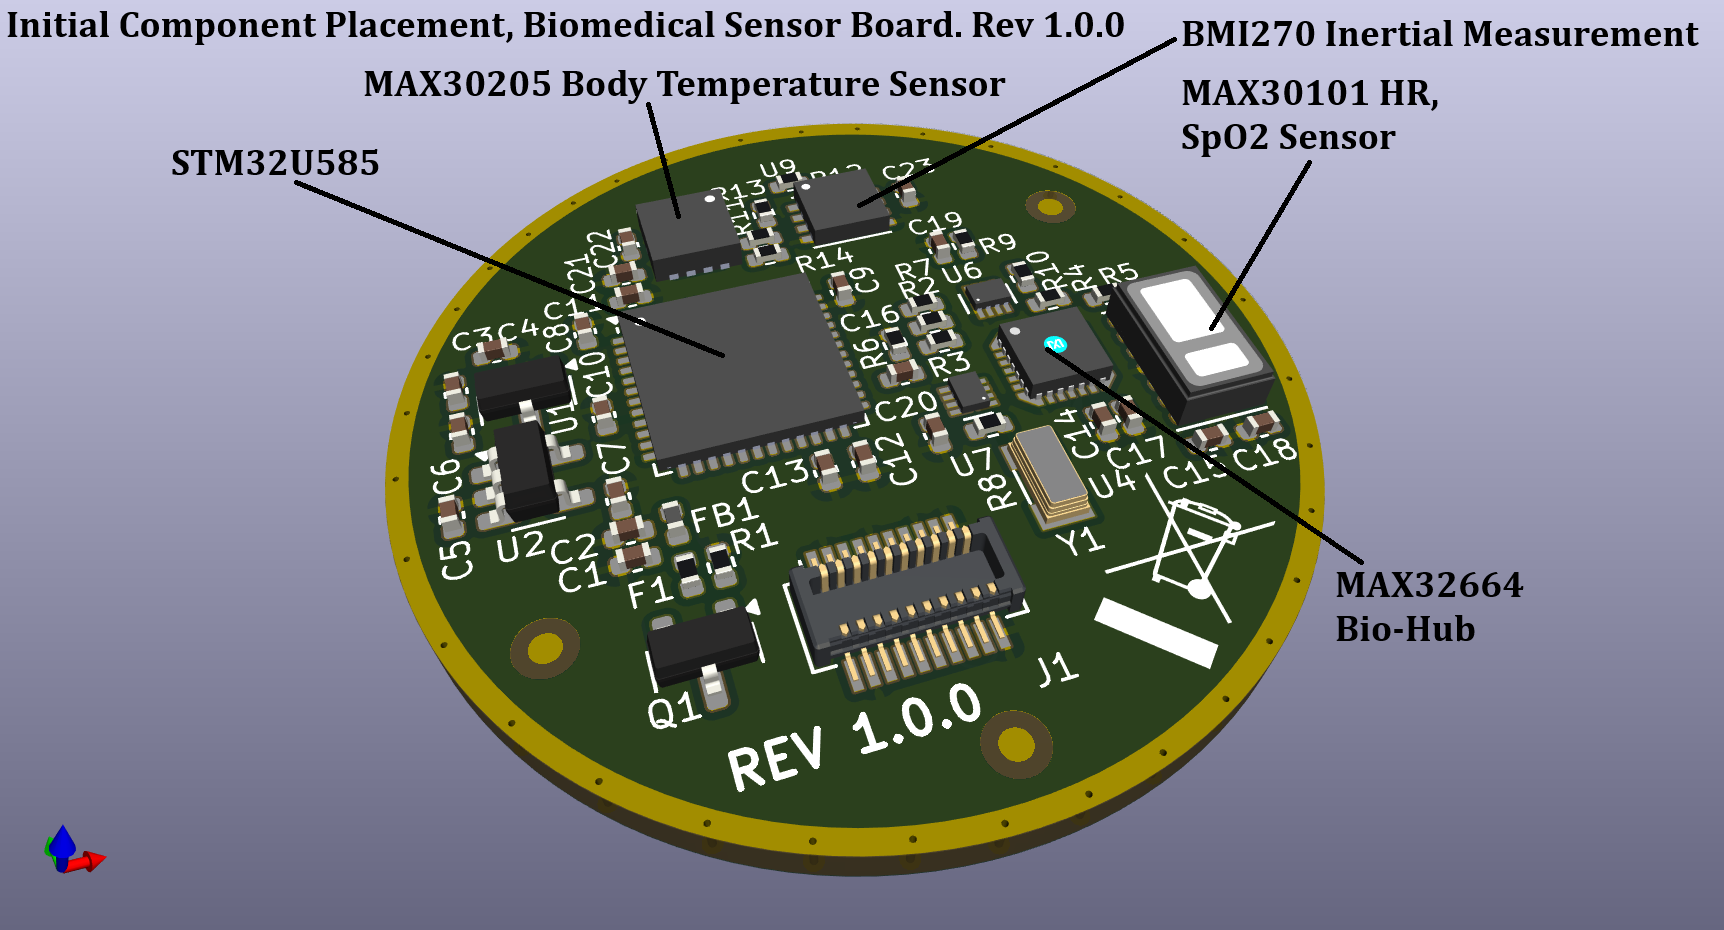 Initial Component Placement, Biomedical Sensor Board. Rev 1.0.0
BMI270 Inertial Measurement
MAX30205 Body Temperature Sensor
MAX30101 HR,
SpO2 Sensor
STM32U585
U9
C23
R13
C22
C19
R9
R14
C21
C9
R7
U6
R10
R4
R5
R2
C3
C4
C8
C16
R6
C10
R3
U1
C20
C14
C6
C7
C13
C12
U7
C17
C15
C18
R8
U4
FB1
R1
Y1
C5
U2
C2
C1
F1
MAX32664
Bio-Hub
J1
Q1
REV 1.0.0